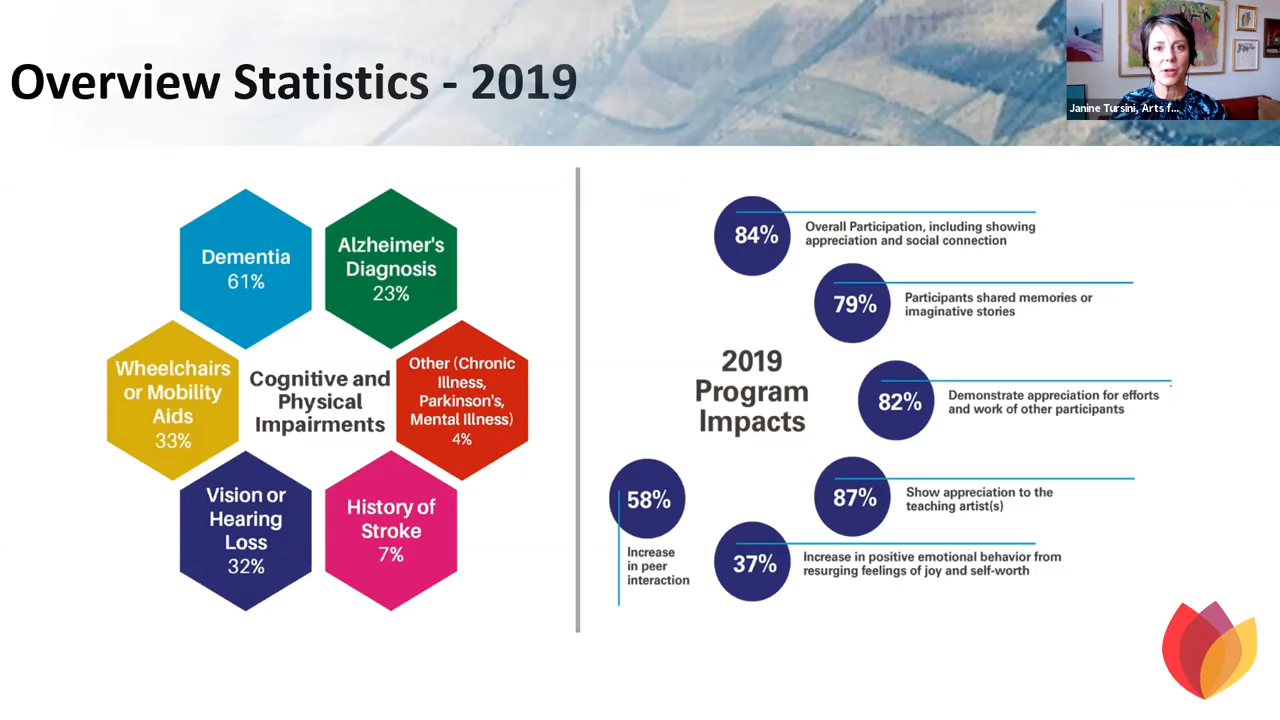 Overview Statistics - 2019
Janine Tursini, Arts f...
Dementia
61%
Alzheimer's
Diagnosis
23%
Wheelchairs
or Mobility
Aids
33%
Cognitive and
Physical
Impairments
Other (Chronic
Illness,
Parkinson's,
Mental Illness)
4%
Vision or
Hearing
Loss
32%
History of
Stroke
7%
84%
Overall Participation, including showing
appreciation and social connection
79%
Participants shared memories or
imaginative stories
2019
Program
Impacts
82%
Demonstrate appreciation for efforts
and work of other participants
87%
Show appreciation to the
teaching artist(s)
58%
Increase
in peer
interaction
37%
Increase in positive emotional behavior from
resurging feelings of joy and self-worth